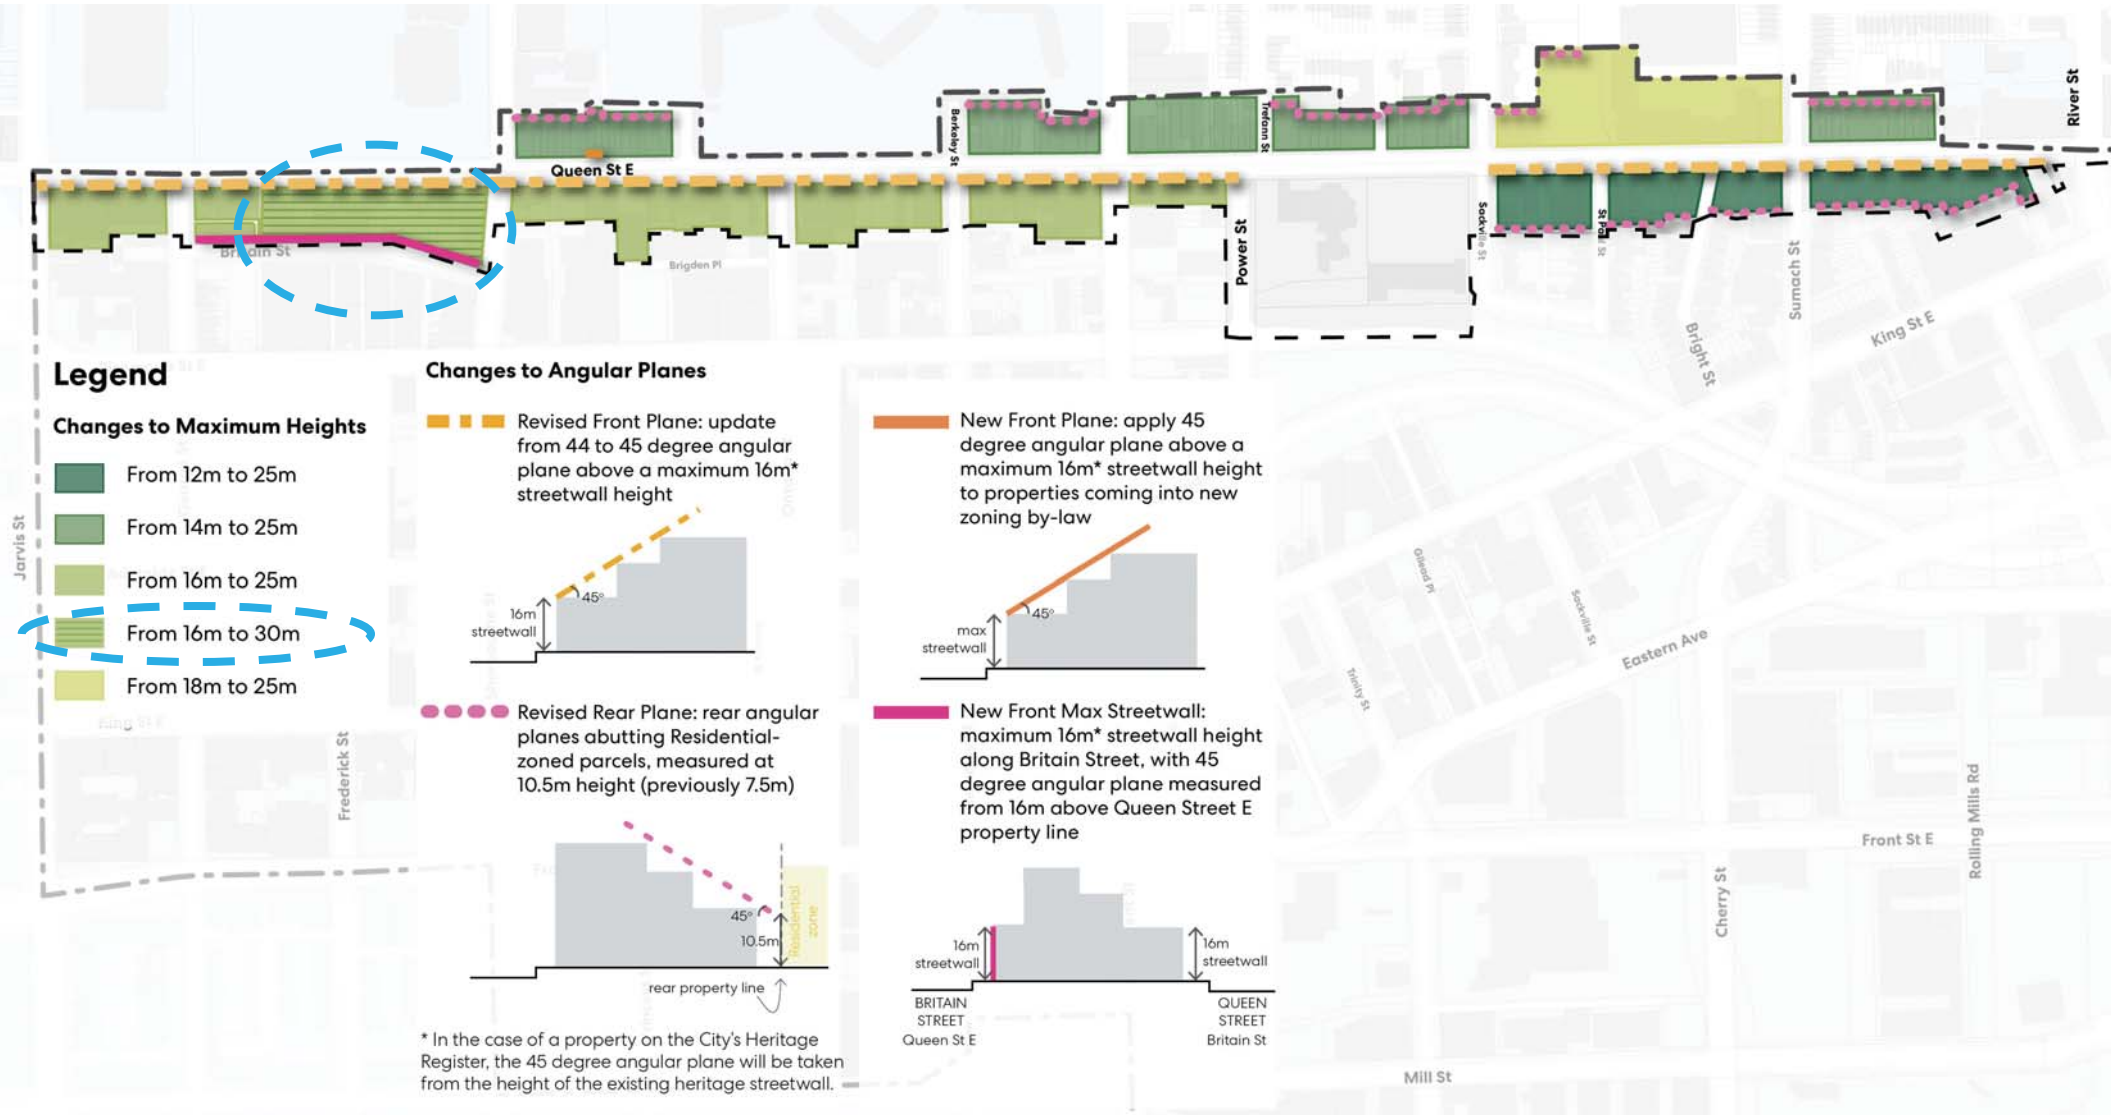 River St
Berkeley St
Trefann St
Queen St E
Britain St
Brigden Pl
Power St
Sackville St
St Paul St
Sumach St
Bright St
King St E
Legend
Changes to Maximum Heights
From 12m to 25m
From 14m to 25m
From 16m to 25m
From 16m to 30m
From 18m to 25m
Jarvis St
King St E
Frederick St
Changes to Angular Planes
Revised Front Plane: update
from 44 to 45 degree angular
plane above a maximum 16m*
streetwall height
45°
16m
streetwall
New Front Plane: apply 45
degree angular plane above a
maximum 16m* streetwall height
to properties coming into new
zoning by-law
45°
max
streetwall
Revised Rear Plane: rear angular
planes abutting Residential-
zoned parcels, measured at
10.5m height (previously 7.5m)
45°
10.5m
Residential
zone
rear property line
New Front Max Streetwall:
maximum 16m* streetwall height
along Britain Street, with 45
degree angular plane measured
from 16m above Queen Street E
property line
16m
streetwall
16m
streetwall
BRITAIN
STREET
Queen St E
QUEEN
STREET
Britain St
* In the case of a property on the City's Heritage
Register, the 45 degree angular plane will be taken
from the height of the existing heritage streetwall.
Gilead Pl
Sackville St
Trinity St
Eastern Ave
Front St E
Rolling Mills Rd
Cherry St
Mill St